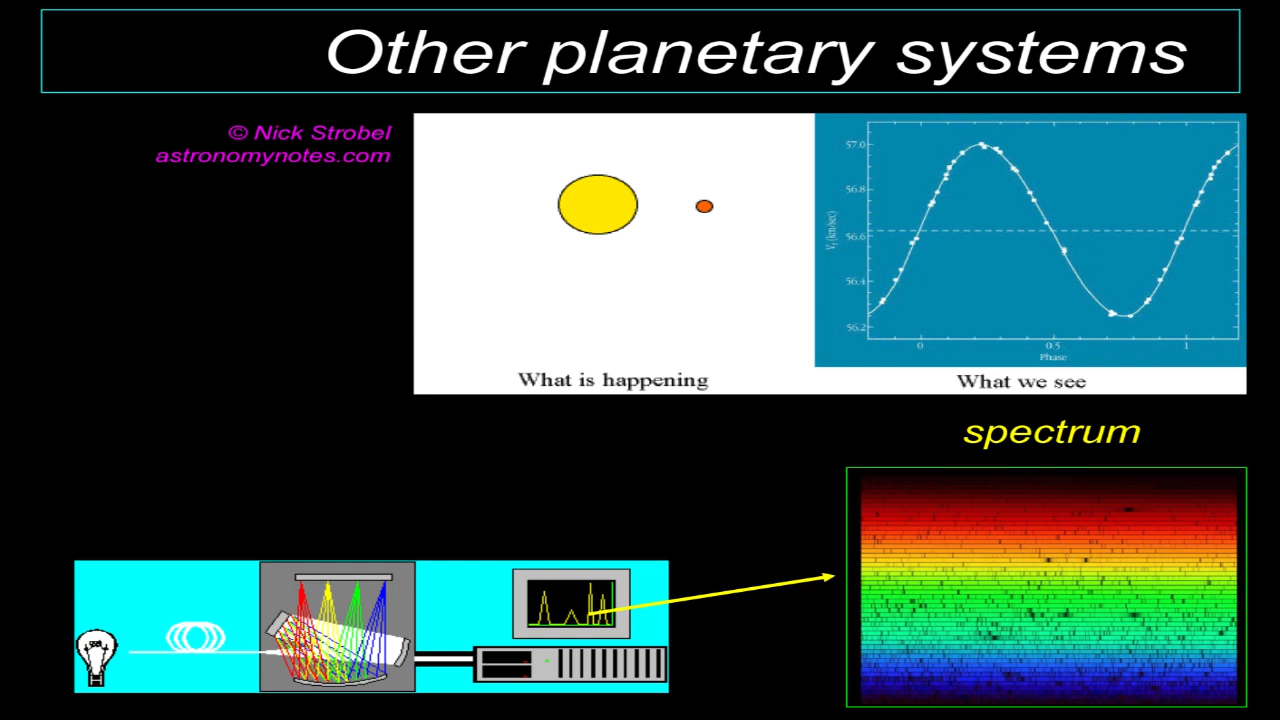 Other planetary systems
© Nick Strobel
astronomynotes.com
57.0
56.8
56.6
56.4
56.2
Vr (km/sec)
0
0.5
1
Phase
What is happening
What we see
spectrum